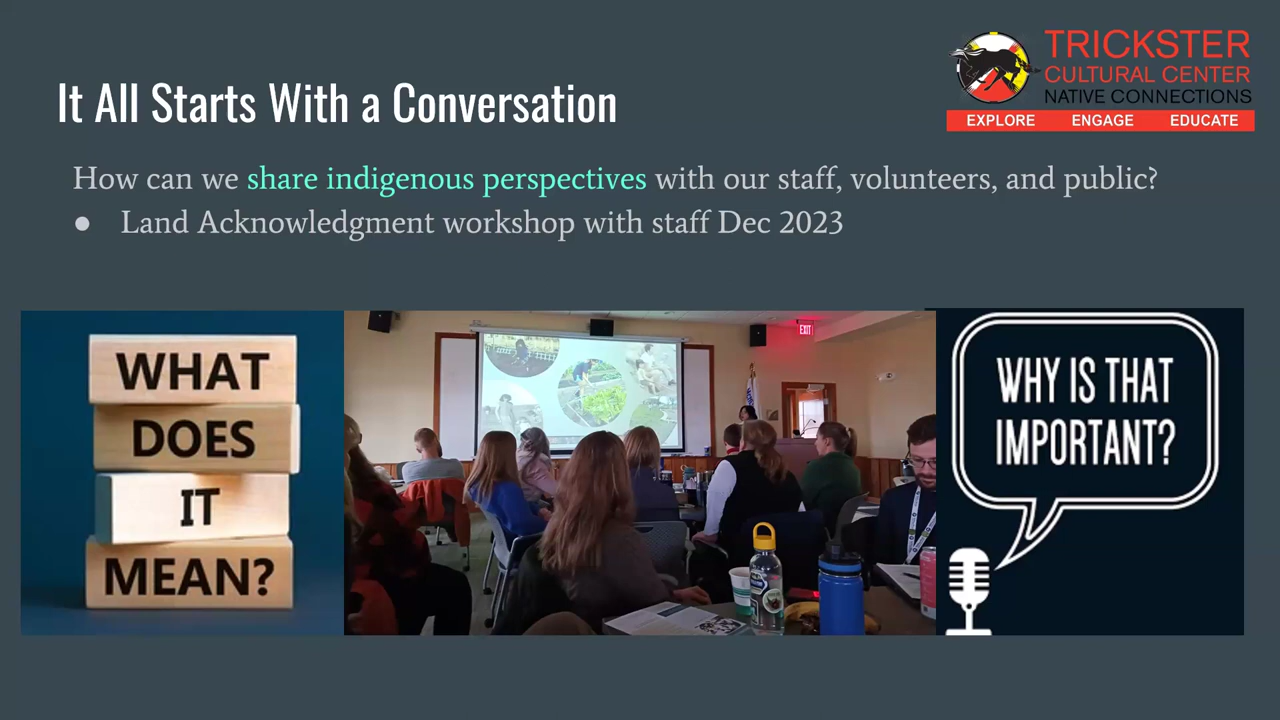 It All Starts With a Conversation
TRICKSTER
CULTURAL CENTER
NATIVE CONNECTIONS
EXPLORE ENGAGE EDUCATE
How can we share indigenous perspectives with our staff, volunteers, and public?
● Land Acknowledgment workshop with staff Dec 2023
WHAT
DOES
IT
MEAN?
EXIT
WHY IS THAT
IMPORTANT?